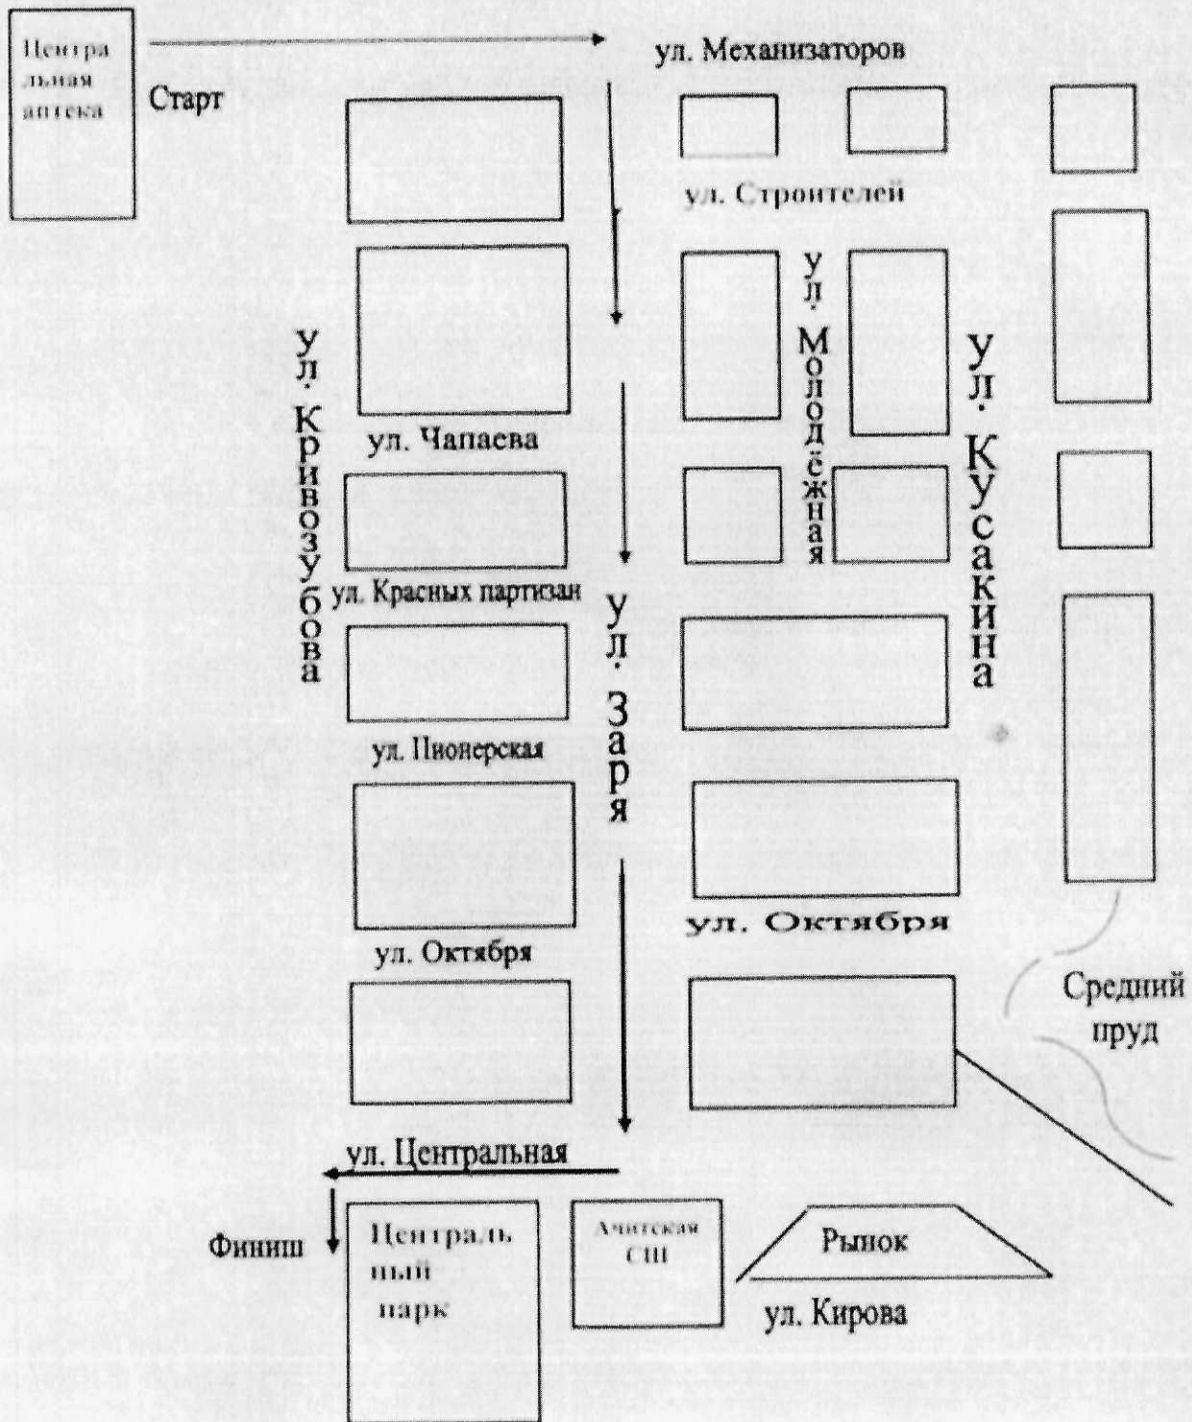 Центра
льная
аптека
Старт
ул. Механизаторов
ул. Строителей
ул. Молодёжная
ул. Кусакина
ул. Кривозубова
ул. Чапаева
ул. Красных партизан
ул. Заря
ул. Пионерская
ул. Октября
ул. Октября
Средний
пруд
ул. Центральная
Финиш
Централь
ный
парк
Ачитская
СШ
Рынок
ул. Кирова